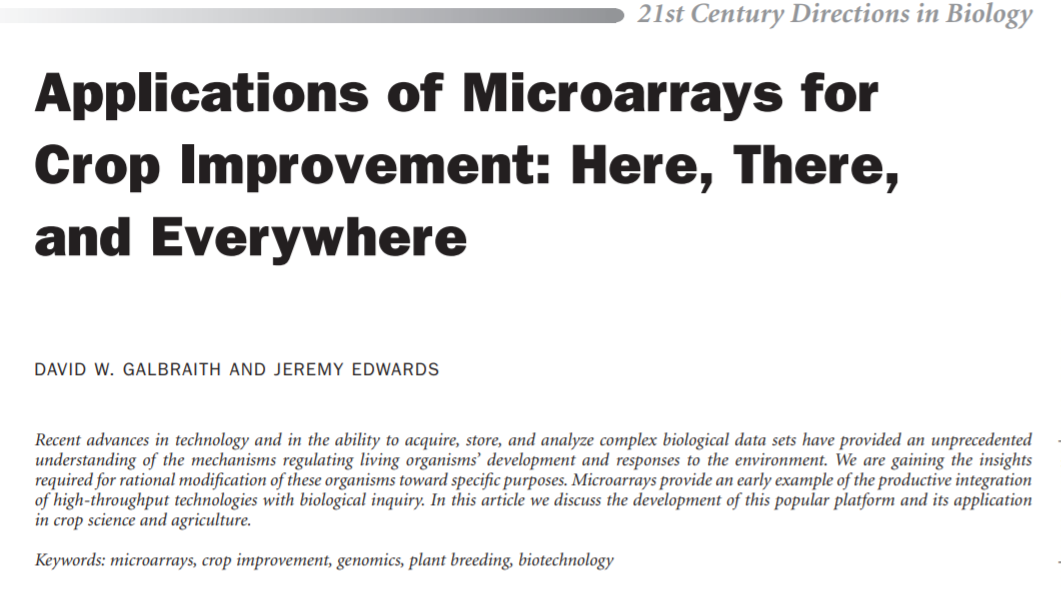 21st Century Directions in Biology
Applications of Microarrays for
Crop Improvement: Here, There,
and Everywhere
DAVID W. GALBRAITH AND JEREMY EDWARDS
Recent advances in technology and in the ability to acquire, store, and analyze complex biological data sets have provided an unprecedented
understanding of the mechanisms regulating living organisms’ development and responses to the environment. We are gaining the insights
required for rational modification of these organisms toward specific purposes. Microarrays provide an early example of the productive integration
of high-throughput technologies with biological inquiry. In this article we discuss the development of this popular platform and its application
in crop science and agriculture.
Keywords: microarrays, crop improvement, genomics, plant breeding, biotechnology